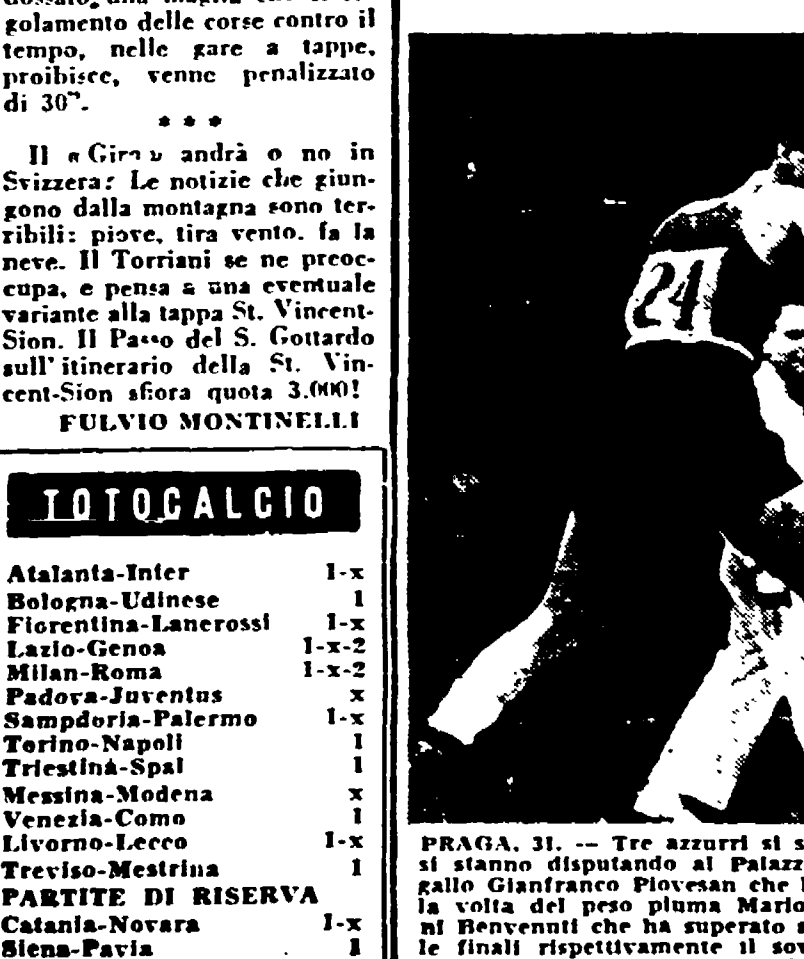 golamento delle corse contro il
tempo, nelle gare a tappe,
proibisce, venne penalizzato
di 30".
* * *
Il «Giro» andrà o no in
Svizzera? Le notizie che giun-
gono dalla montagna sono ter-
ribili: piove, tira vento. fa la
neve. Il Torriani se ne preoc-
cupa, e pensa a una eventuale
variante alla tappa St. Vincent-
Sion. Il Passo del S. Gottardo
sull'itinerario della St. Vin-
cent-Sion sfiora quota 3.000!
FULVIO MONTINELLI
TOTOCALCIO
Atalanta-Inter 1-x
Bologna-Udinese 1
Fiorentina-Lanerossi 1-x
Lazio-Genoa 1-x-2
Milan-Roma 1-x-2
Padova-Juventus x
Sampdoria-Palermo 1-x
Torino-Napoli 1
Triestina-Spal 1
Messina-Modena x
Venezia-Como 1
Livorno-Lecco 1-x
Treviso-Mestrina 1
PARTITE DI RISERVA
Catania-Novara 1-x
Siena-Pavia 1
24
PRAGA, 31. -- Tre azzurri si
si stanno disputando al
gallo Gianfranco Piovesan che
la volta del peso piuma Mario
ni Benvenuti che ha superato
le finali rispettivamente il